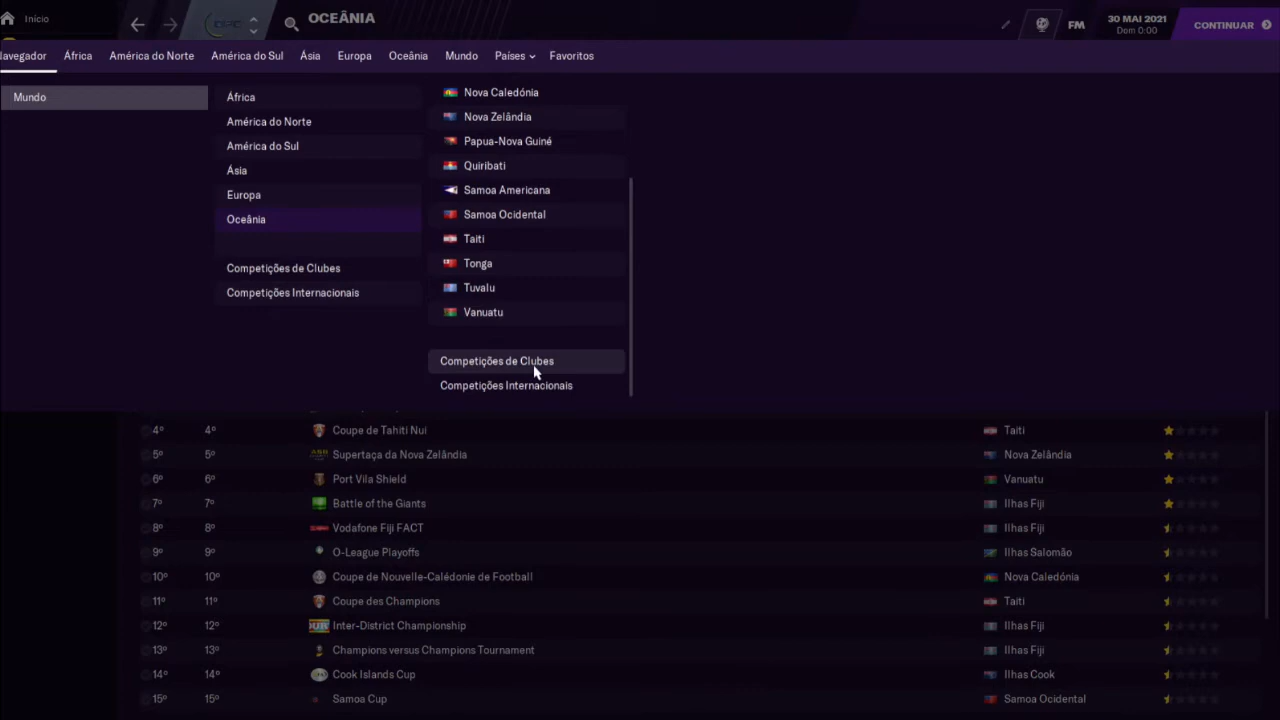 Início
OCEÂNIA
FM
30 MAI 2021
Dom 0:00
CONTINUAR
avegador África América do Norte América do Sul Ásia Europa Oceânia Mundo Países Favoritos
Mundo
África
América do Norte
América do Sul
Ásia
Europa
Oceânia
Competições de Clubes
Competições Internacionais
Nova Caledónia
Nova Zelândia
Papua-Nova Guiné
Quiribati
Samoa Americana
Samoa Ocidental
Taiti
Tonga
Tuvalu
Vanuatu
Competições de Clubes
Competições Internacionais
4º 4º Coupe de Tahiti Nui Taiti
5º 5º Supertaça da Nova Zelândia Nova Zelândia
6º 6º Port Vila Shield Vanuatu
7º 7º Battle of the Giants Ilhas Fiji
8º 8º Vodafone Fiji FACT Ilhas Fiji
9º 9º O-League Playoffs Ilhas Salomão
10º 10º Coupe de Nouvelle-Calédonie de Football Nova Caledónia
11º 11º Coupe des Champions Taiti
12º 12º Inter-District Championship Ilhas Fiji
13º 13º Champions versus Champions Tournament Ilhas Fiji
14º 14º Cook Islands Cup Ilhas Cook
15º 15º Samoa Cup Samoa Ocidental